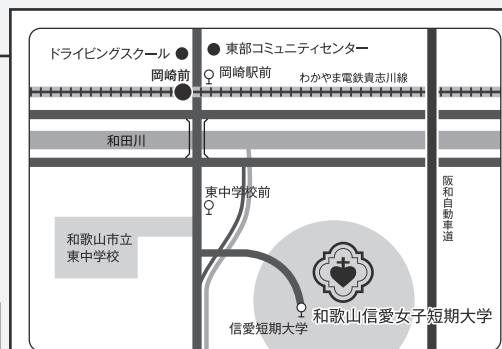 ドライビングスクール
東部コミュニティセンター
岡崎前
岡崎駅前
わかやま電鉄貴志川線
和田川
阪和自動車道
東中学校前
和歌山市立
東中学校
和歌山信愛女子短期大学
信愛短期大学